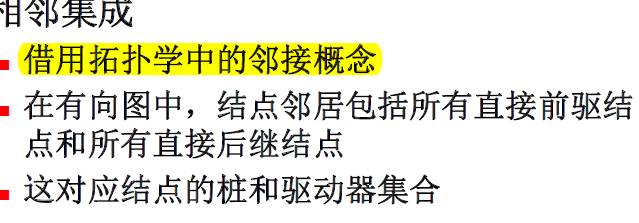 相邻集成
借用拓扑学中的邻接概念
在有向图中，结点邻居包括所有直接前驱结
点和所有直接后继结点
这对应结点的桩和驱动器集合